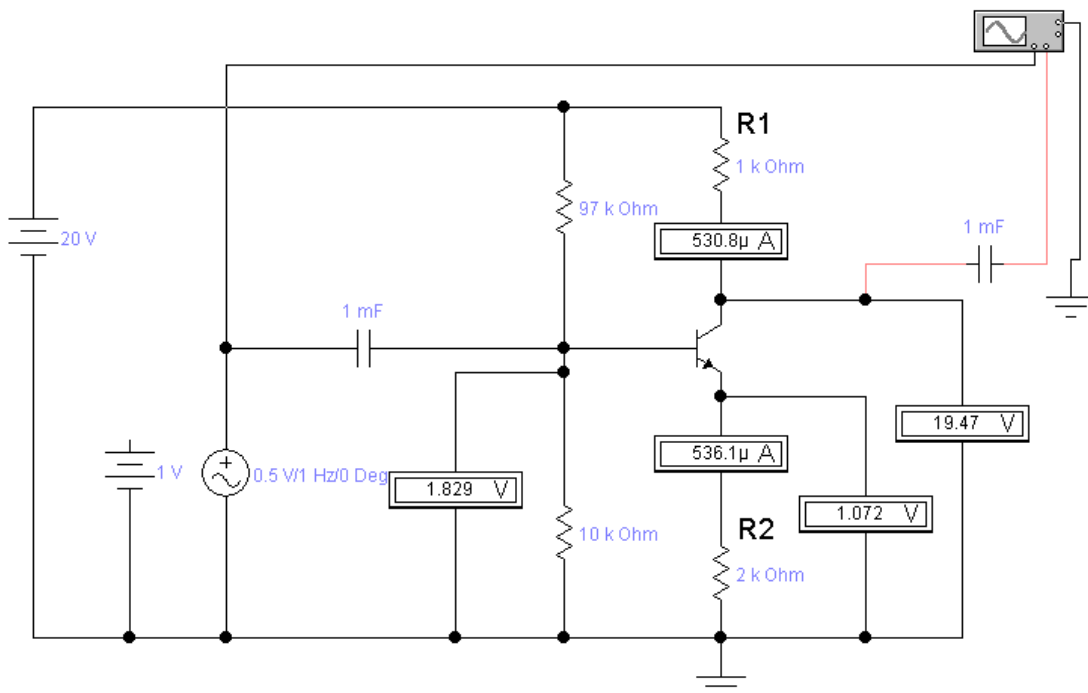 R1
1 k Ohm
97 k Ohm
20 V
530.8µ A
1 mF
1 mF
19.47 V
536.1µ A
1 V
0.5 V/1 Hz/0 Deg
1.829 V
1.072 V
10 k Ohm
R2
2 k Ohm